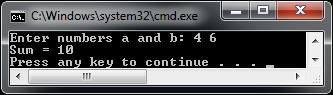 C:\Windows\system32\cmd.exe
Enter numbers a and b: 4 6
Sum = 10
Press any key to continue . . .